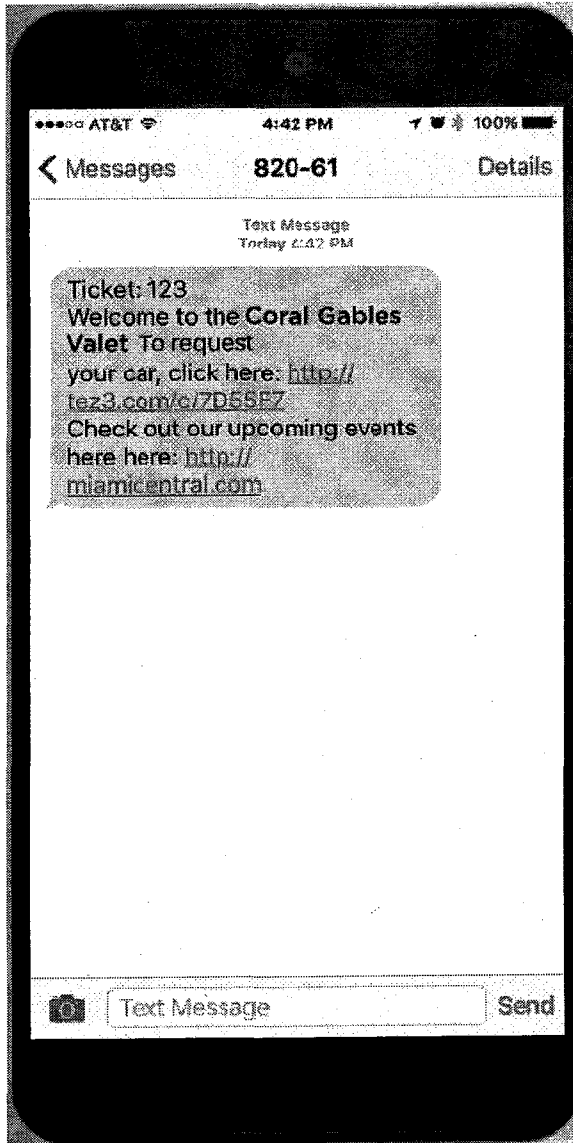 AT&T 4:42 PM 100%
Messages 820-61 Details
Text Message
Today 4:42 PM
Ticket: 123
Welcome to the Coral Gables
Valet To request
your car, click here: http://
tez3.com/c/7D5SF7
Check out our upcoming events
here here: http://
miamicentral.com
Text Message Send